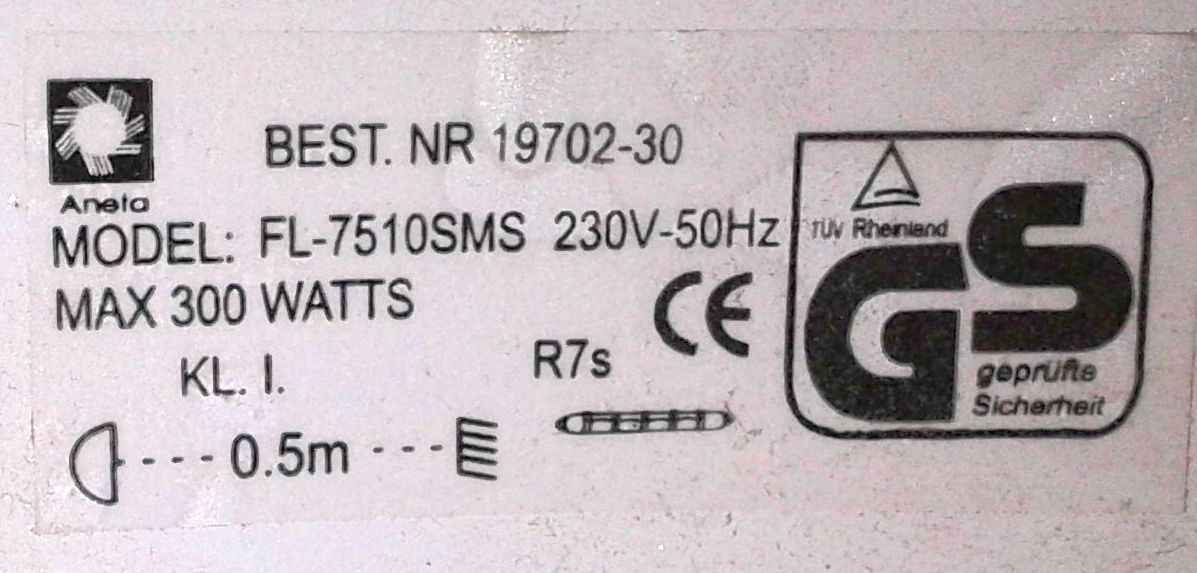 Aneta
BEST. NR 19702-30
MODEL: FL-7510SMS 230V-50Hz
MAX 300 WATTS
KL. I.
R7s
CE
0.5m
TÜV Rheinland
GS
geprüfte
Sicherheit